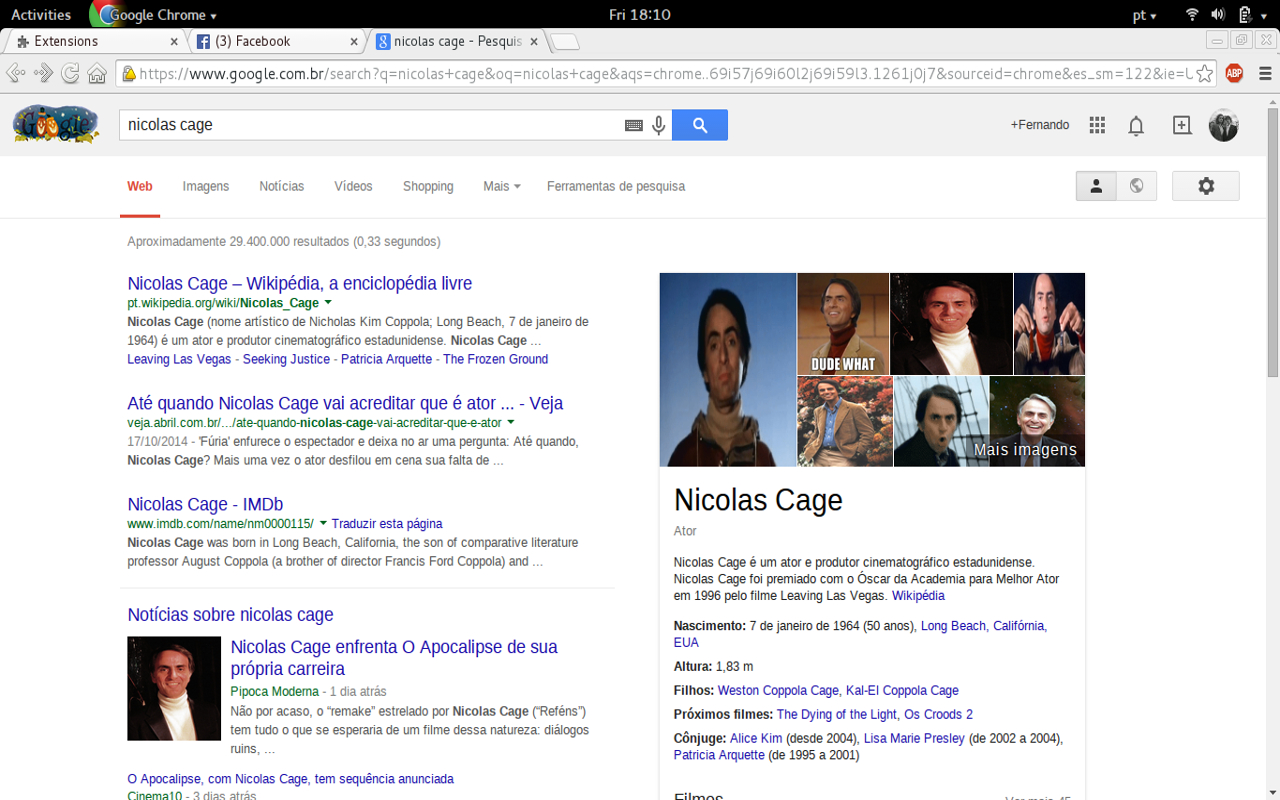 Activities
Google Chrome
Fri 18:10
pt
Extensions
(3) Facebook
nicolas cage - Pesquis
https://www.google.com.br/search?q=nicolas+cage&oq=nicolas+cage&aqs=chrome..69i57j69i60l2j69i59l3.1261j0j7&sourceid=chrome&es_sm=122&ie=U
ABP
Google
nicolas cage
+Fernando
Web
Imagens
Notícias
Vídeos
Shopping
Mais
Ferramentas de pesquisa
Aproximadamente 29.400.000 resultados (0,33 segundos)
Nicolas Cage – Wikipédia, a enciclopédia livre
pt.wikipedia.org/wiki/Nicolas_Cage
Nicolas Cage (nome artístico de Nicholas Kim Coppola; Long Beach, 7 de janeiro de
1964) é um ator e produtor cinematográfico estadunidense. Nicolas Cage ...
Leaving Las Vegas - Seeking Justice - Patricia Arquette - The Frozen Ground
Até quando Nicolas Cage vai acreditar que é ator ... - Veja
veja.abril.com.br/.../ate-quando-nicolas-cage-vai-acreditar-que-e-ator
17/10/2014 - 'Fúria' enfurece o espectador e deixa no ar uma pergunta: Até quando,
Nicolas Cage? Mais uma vez o ator desfilou em cena sua falta de ...
Nicolas Cage - IMDb
www.imdb.com/name/nm0000115/ Traduzir esta página
Nicolas Cage was born in Long Beach, California, the son of comparative literature
professor August Coppola (a brother of director Francis Ford Coppola) and ...
Notícias sobre nicolas cage
Nicolas Cage enfrenta O Apocalipse de sua
própria carreira
Pipoca Moderna - 1 dia atrás
Não por acaso, o “remake” estrelado por Nicolas Cage (“Reféns”)
tem tudo o que se esperaria de um filme dessa natureza: diálogos
ruins, ...
O Apocalipse, com Nicolas Cage, tem sequência anunciada
Cinema10 - 3 dias atrás
DUDE WHAT
Mais imagens
Nicolas Cage
Ator
Nicolas Cage é um ator e produtor cinematográfico estadunidense.
Nicolas Cage foi premiado com o Óscar da Academia para Melhor Ator
em 1996 pelo filme Leaving Las Vegas. Wikipédia
Nascimento: 7 de janeiro de 1964 (50 anos), Long Beach, Califórnia,
EUA
Altura: 1,83 m
Filhos: Weston Coppola Cage, Kal-El Coppola Cage
Próximos filmes: The Dying of the Light, Os Croods 2
Cônjuge: Alice Kim (desde 2004), Lisa Marie Presley (de 2002 a 2004),
Patricia Arquette (de 1995 a 2001)
Filmes
Ver mais 45